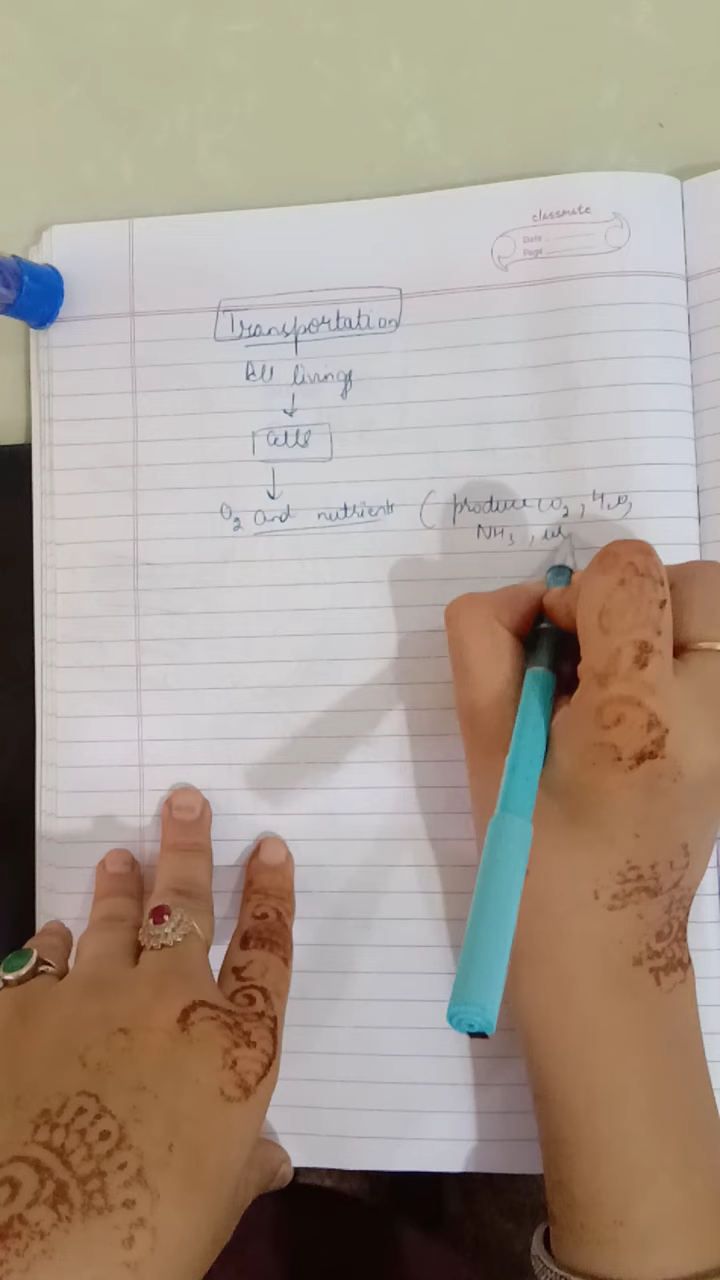 classmate
Date
Page
Transportation
All livings
cells
O₂ and nutrients ( produce CO₂, H₂O,
NH₃,